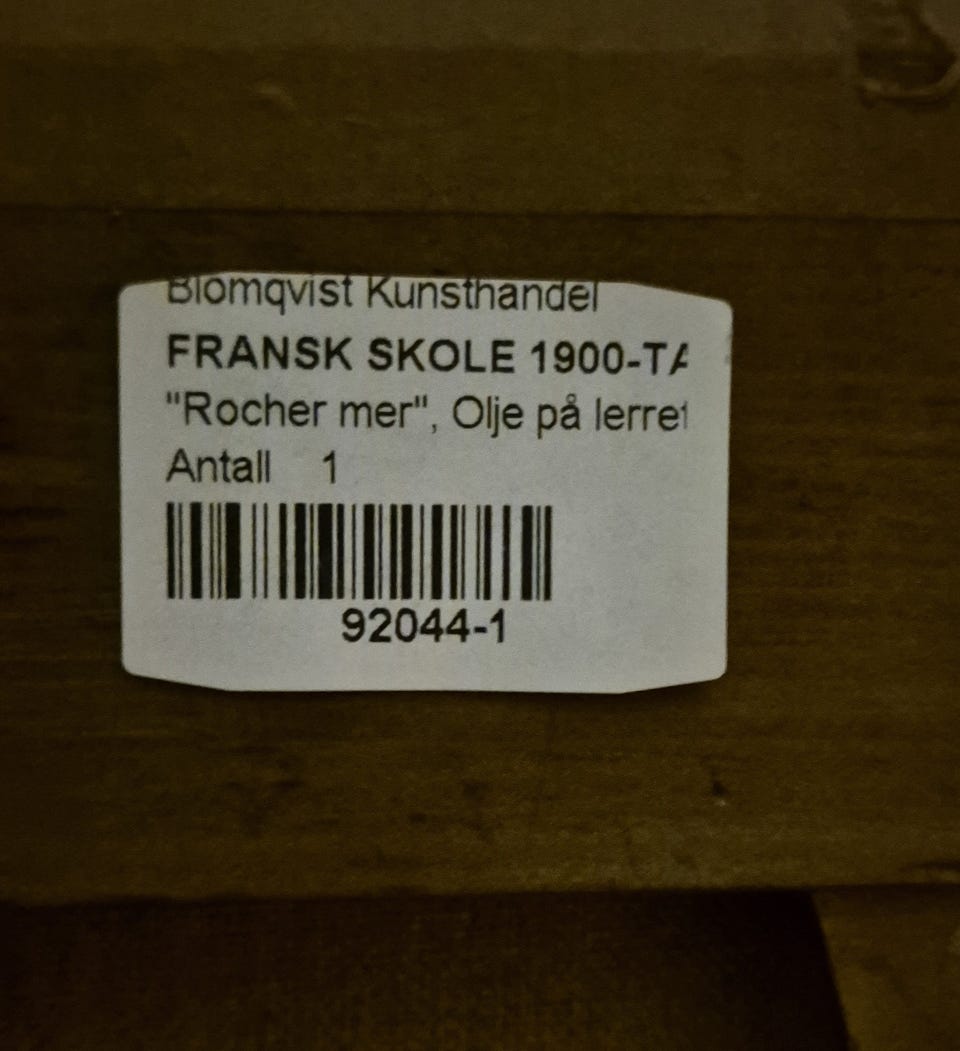 Blomqvist Kunsthandel
FRANSK SKOLE 1900-TA
"Rocher mer", Olje på lerret
Antall 1
92044-1